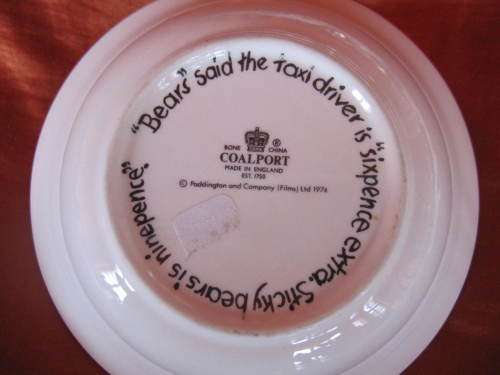 "Bears" said the taxi driver is "sixpence extra. Sticky bears is ninepence."
BONE CHINA ®
COALPORT
MADE IN ENGLAND
EST. 1750
© Paddington and Company (Films) Ltd 1976